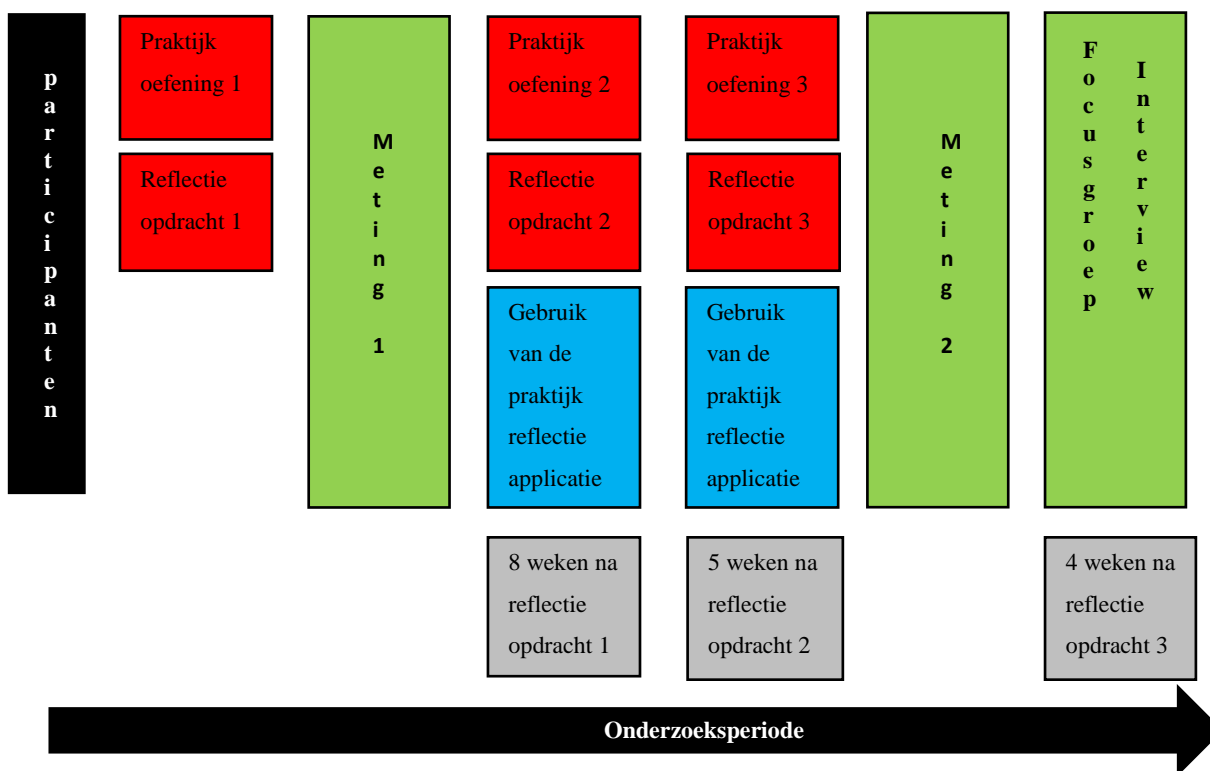 participanten
Praktijk
oefening 1
Reflectie
opdracht 1
Meting 1
Praktijk
oefening 2
Reflectie
opdracht 2
Gebruik
van de
praktijk
reflectie
applicatie
8 weken na
reflectie
opdracht 1
Praktijk
oefening 3
Reflectie
opdracht 3
Gebruik
van de
praktijk
reflectie
applicatie
5 weken na
reflectie
opdracht 2
Meting 2
Focusgroep
Interview
4 weken na
reflectie
opdracht 3
Onderzoeksperiode